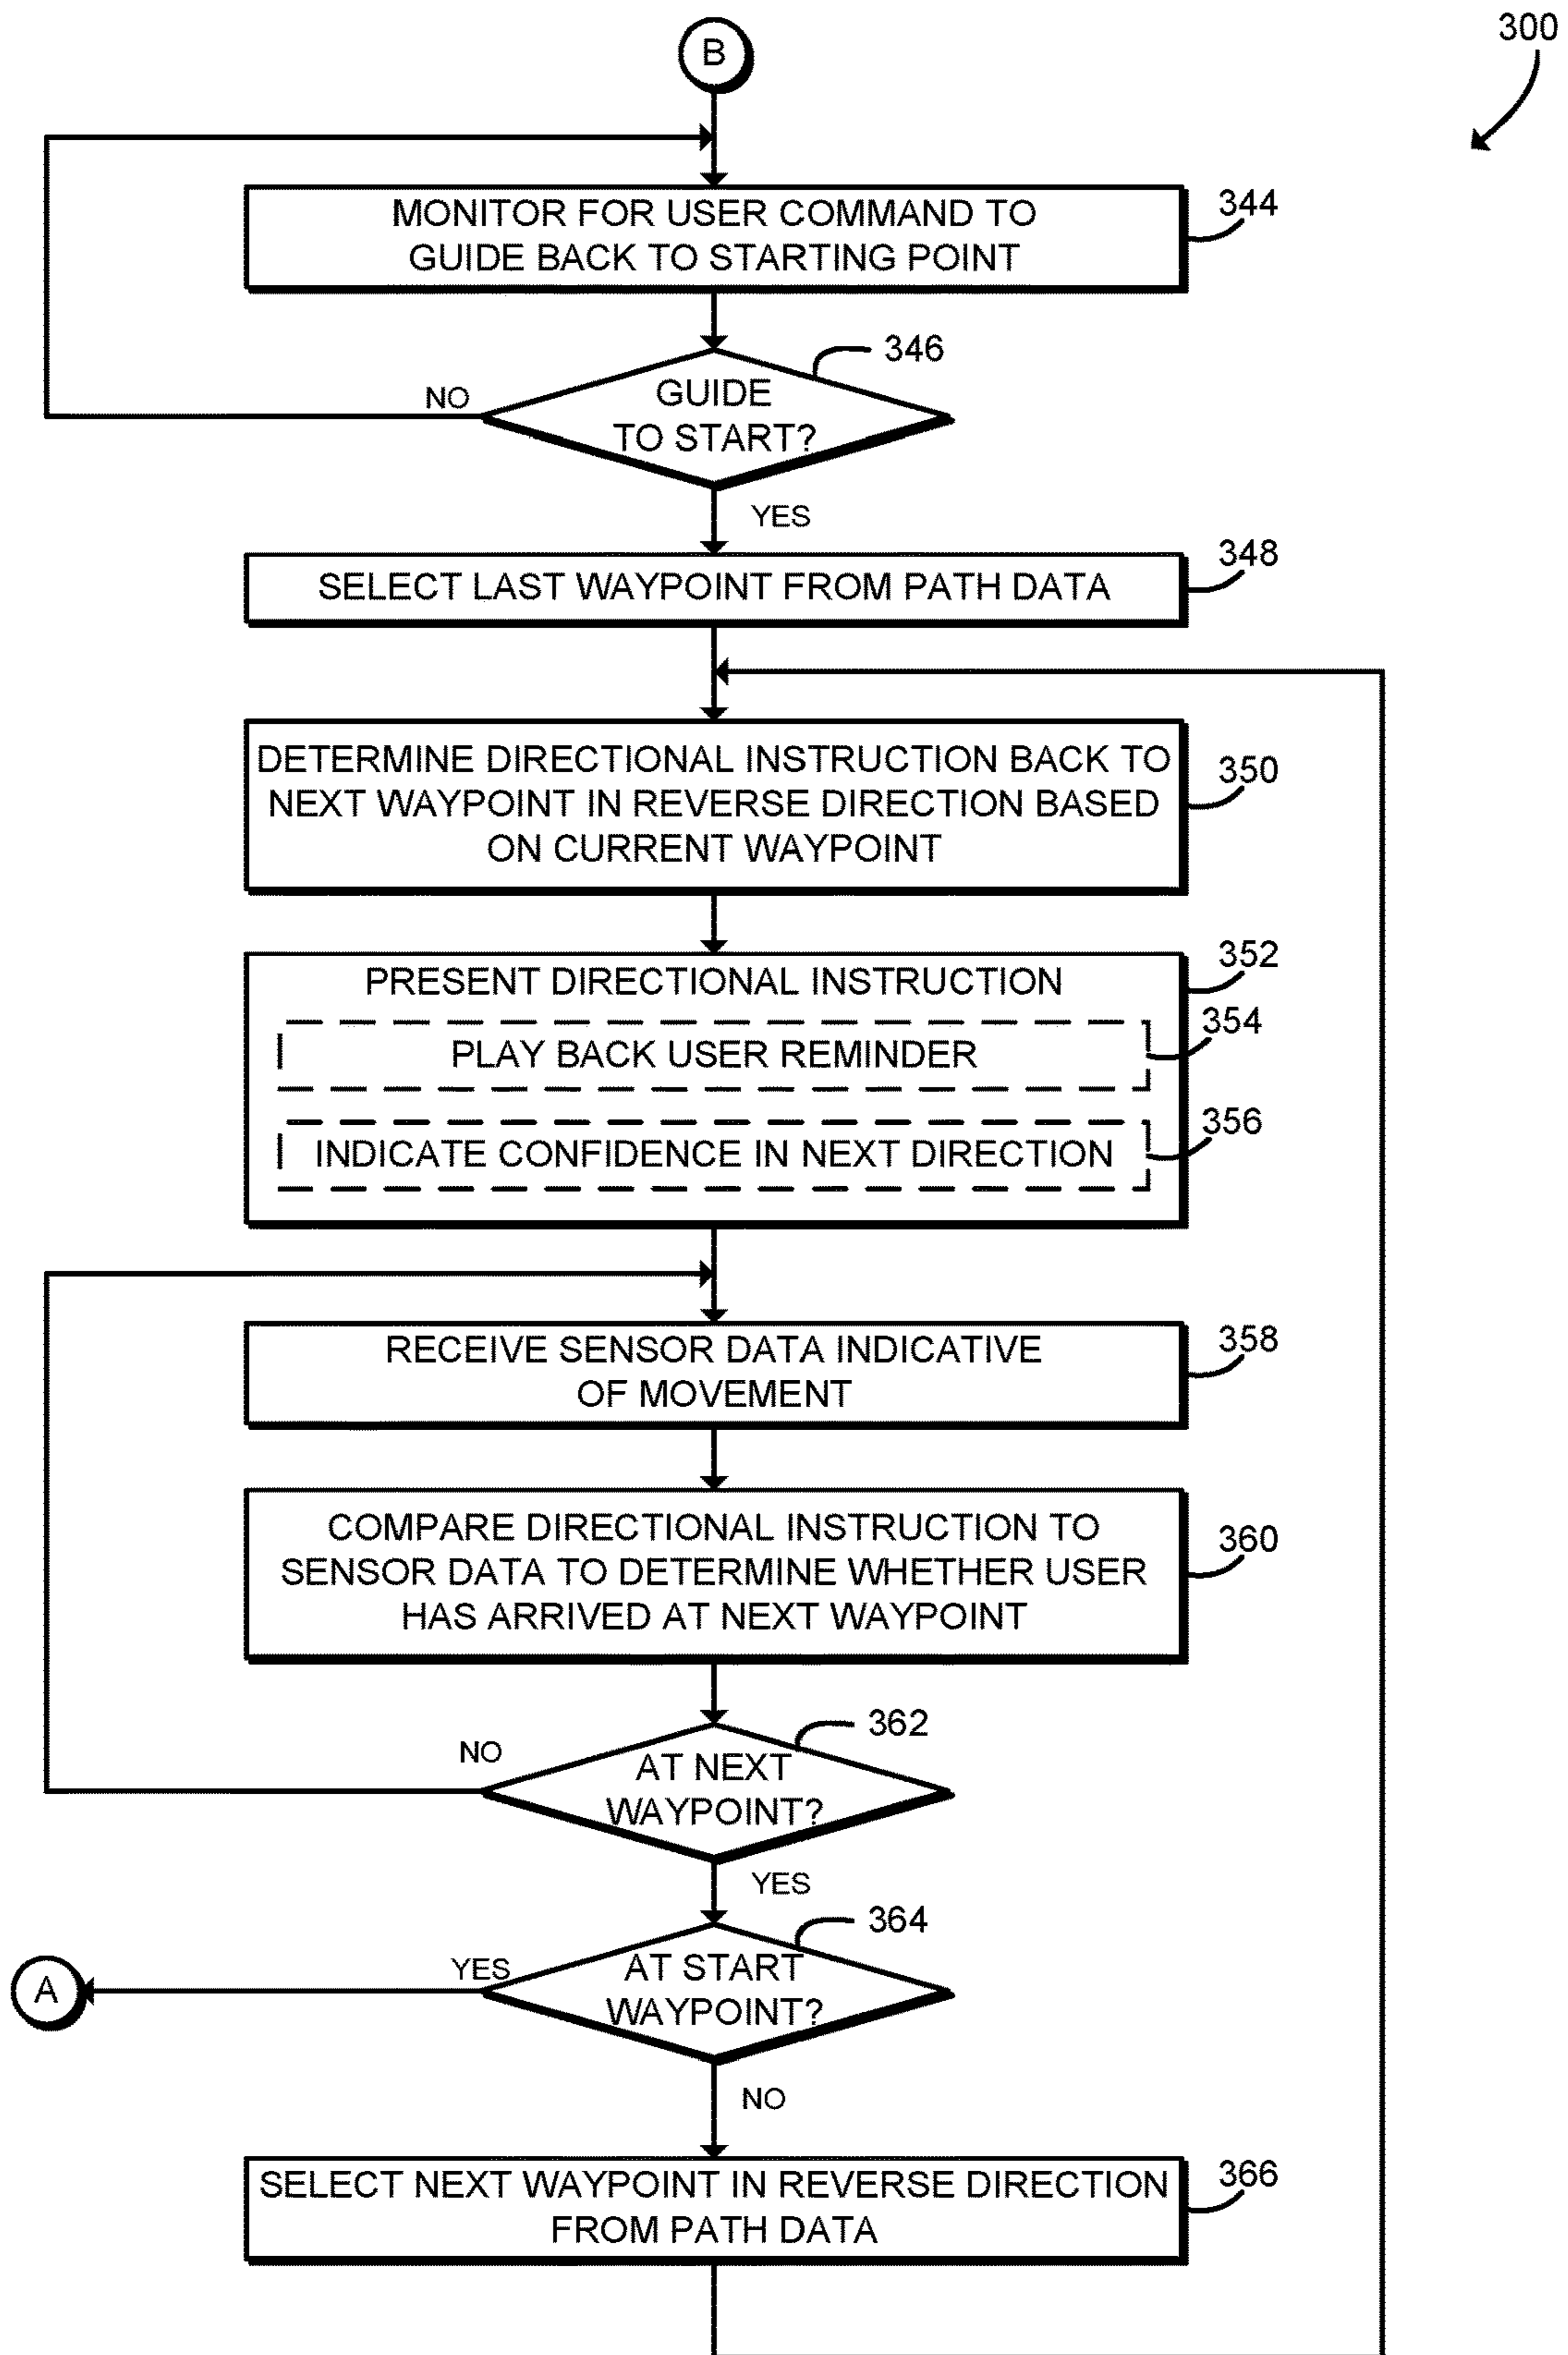 B
300
MONITOR FOR USER COMMAND TO
GUIDE BACK TO STARTING POINT
344
346
GUIDE
TO START?
NO
YES
348
SELECT LAST WAYPOINT FROM PATH DATA
DETERMINE DIRECTIONAL INSTRUCTION BACK TO
NEXT WAYPOINT IN REVERSE DIRECTION BASED
ON CURRENT WAYPOINT
350
352
PRESENT DIRECTIONAL INSTRUCTION
354
PLAY BACK USER REMINDER
356
INDICATE CONFIDENCE IN NEXT DIRECTION
RECEIVE SENSOR DATA INDICATIVE
OF MOVEMENT
358
COMPARE DIRECTIONAL INSTRUCTION TO
SENSOR DATA TO DETERMINE WHETHER USER
HAS ARRIVED AT NEXT WAYPOINT
360
362
NO
AT NEXT
WAYPOINT?
YES
364
YES
AT START
WAYPOINT?
A
NO
SELECT NEXT WAYPOINT IN REVERSE DIRECTION
FROM PATH DATA
366